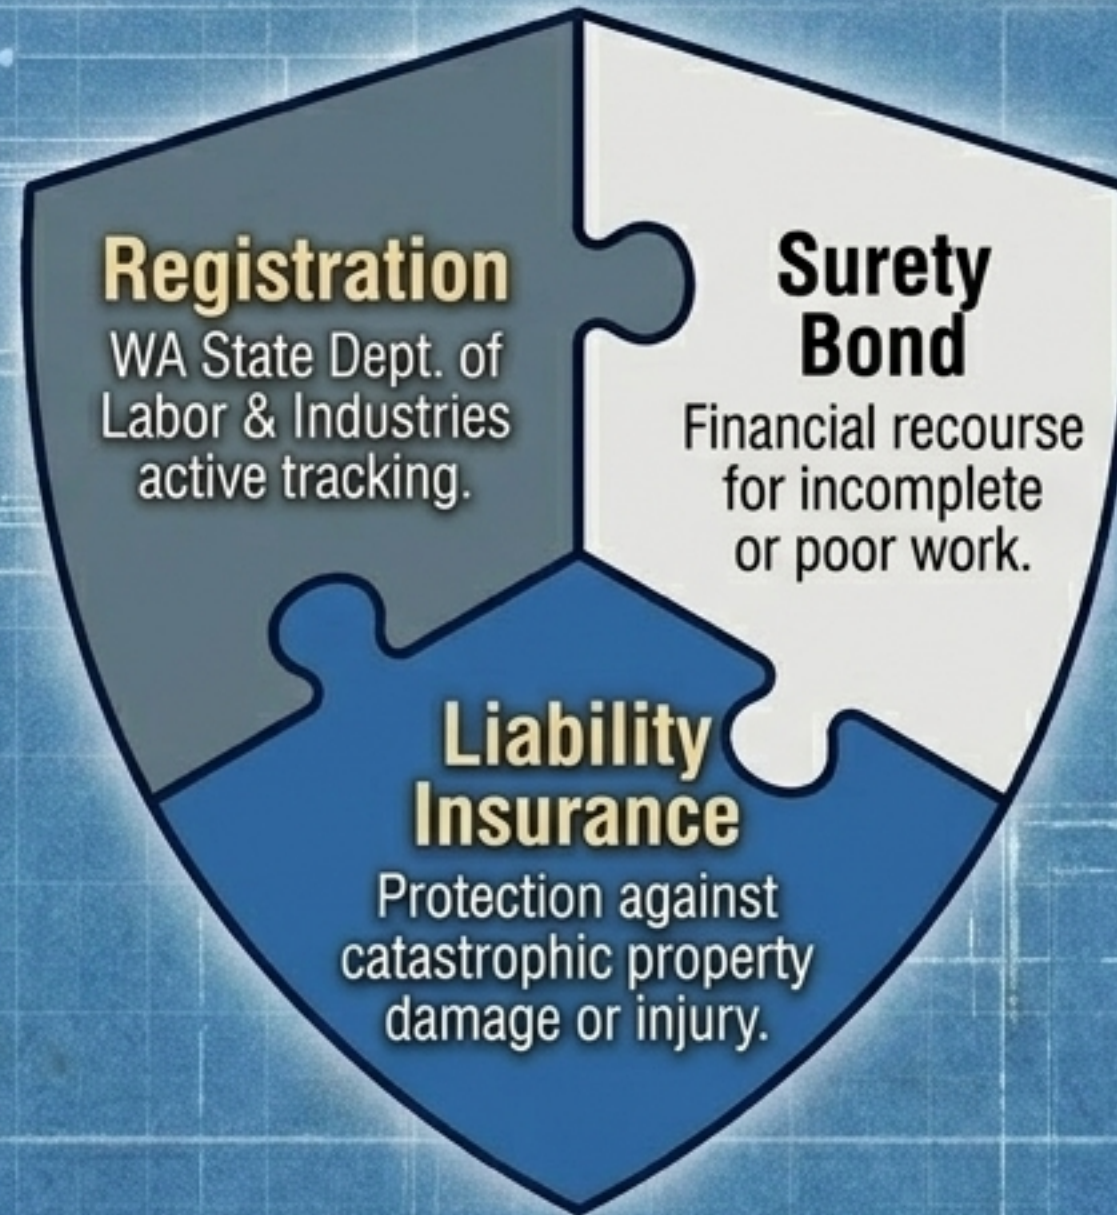 Registration
WA State Dept. of
Labor & Industries
active tracking.
Surety
Bond
Financial recourse
for incomplete
or poor work.
Liability
Insurance
Protection against
catastrophic property
damage or injury.